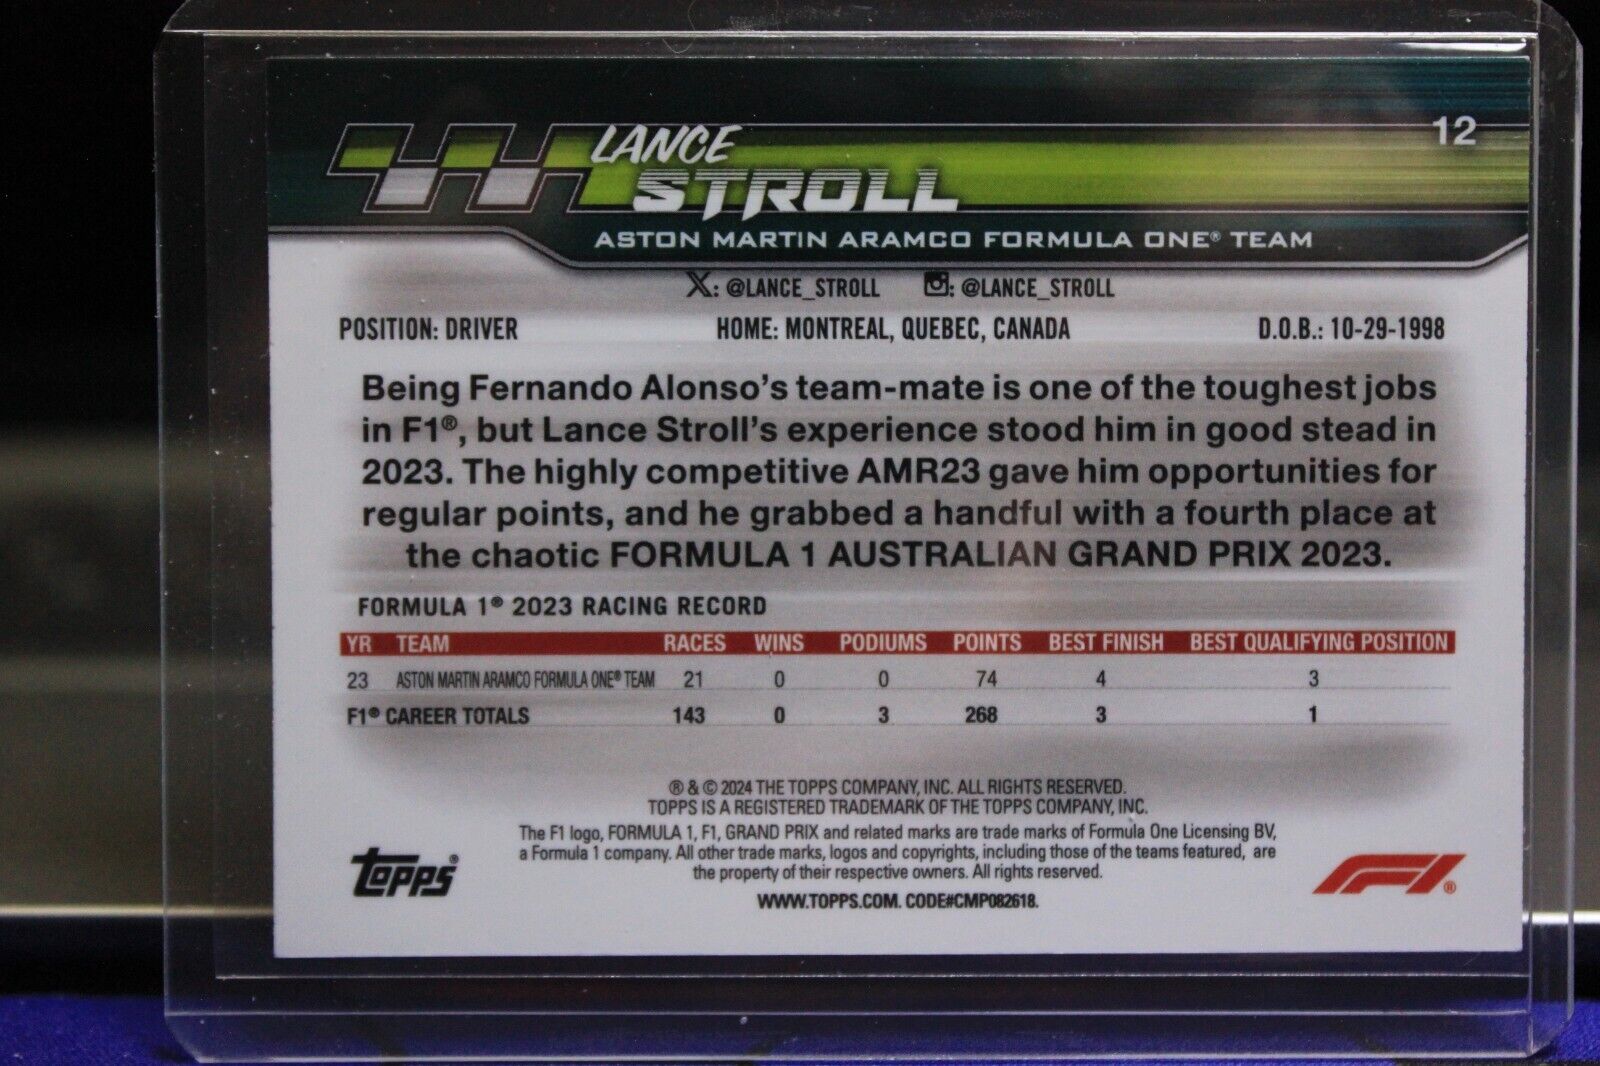 12
LANCE
STROLL
ASTON MARTIN ARAMCO FORMULA ONE® TEAM
X: @LANCE_STROLL : @LANCE_STROLL
POSITION: DRIVER HOME: MONTREAL, QUEBEC, CANADA D.O.B.: 10-29-1998
Being Fernando Alonso's team-mate is one of the toughest jobs
in F1®, but Lance Stroll's experience stood him in good stead in
2023. The highly competitive AMR23 gave him opportunities for
regular points, and he grabbed a handful with a fourth place at
the chaotic FORMULA 1 AUSTRALIAN GRAND PRIX 2023.
FORMULA 1® 2023 RACING RECORD
YR TEAM RACES WINS PODIUMS POINTS BEST FINISH BEST QUALIFYING POSITION
23 ASTON MARTIN ARAMCO FORMULA ONE® TEAM 21 0 0 74 4 3
F1® CAREER TOTALS 143 0 3 268 3 1
® & © 2024 THE TOPPS COMPANY, INC. ALL RIGHTS RESERVED.
TOPPS IS A REGISTERED TRADEMARK OF THE TOPPS COMPANY, INC.
The F1 logo, FORMULA 1, F1, GRAND PRIX and related marks are trade marks of Formula One Licensing BV,
a Formula 1 company. All other trade marks, logos and copyrights, including those of the teams featured, are
the property of their respective owners. All rights reserved.
WWW.TOPPS.COM. CODE#CMP082618.
topps®
F1®